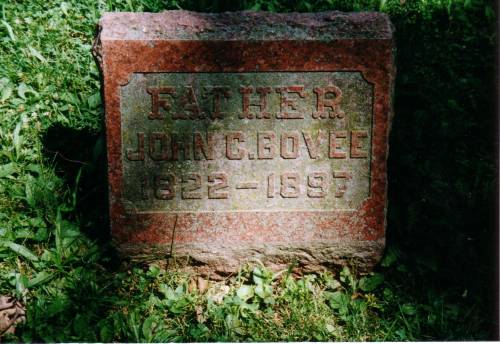 FATHER
JOHN C. BOVEE
1822-1897